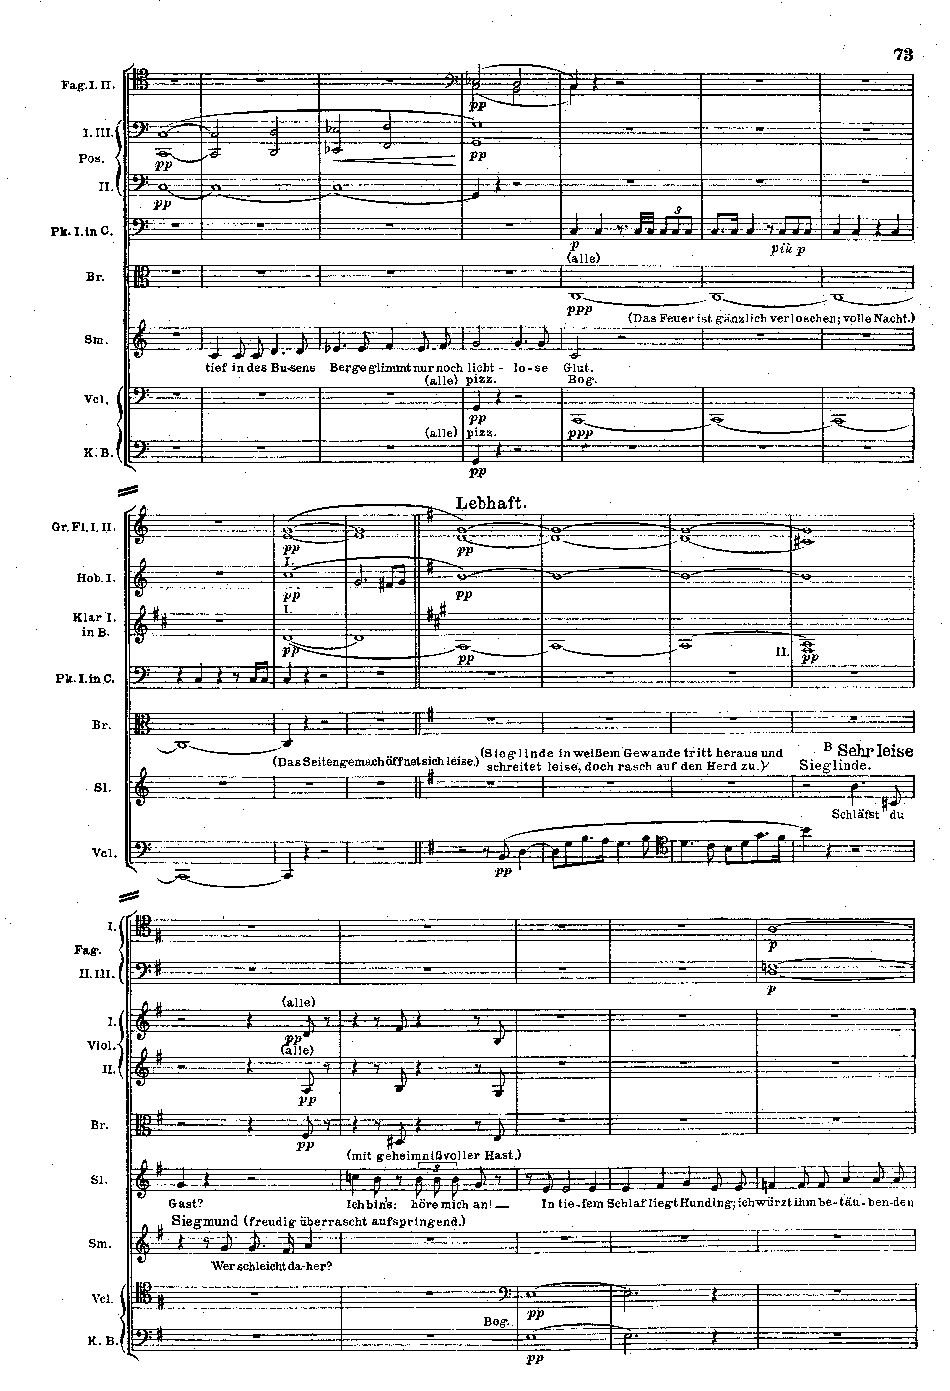 73
Fag. I. II.
pp
I. III.
Pos.
pp
pp
II.
pp
Pk. I. in C.
3
p
più p
(alle)
Br.
ppp
(Das Feuer ist gänzlich verloschen; volle Nacht.)
Sm.
tief in des Busens Berge glimmt nur noch licht - lo - se Glut.
(alle) pizz. Bog.
Vcl.
pp ppp
(alle) pizz.
K. B.
pp
Lebhaft.
Gr. Fl. I. II.
pp pp
I.
Hob. I.
pp pp
I.
Klar I.
in B.
pp pp II. pp
Pk. I. in C.
Br.
(Das Seitengemach öffnet sich leise.) (Sieglinde in weißem Gewande tritt heraus und
schreitet leise, doch rasch auf den Herd zu.)
B Sehr leise
Sieglinde.
Sl.
Schläfst du
Vcl.
pp
I.
Fag.
p
II. III.
p
(alle)
I.
pp
Viol.
(alle)
II.
pp
Br.
pp
(mit geheimnißvoller Hast.)
3
Sl.
Gast? Ich bin's: höre mich an! — In tie-fem Schlaf liegt Hunding; ich würzt' ihm be-täu-ben-den
Siegmund (freudig überrascht aufspringend.)
Sm.
Wer schleicht da-her?
Vcl.
pp
Bog.
K. B.
pp